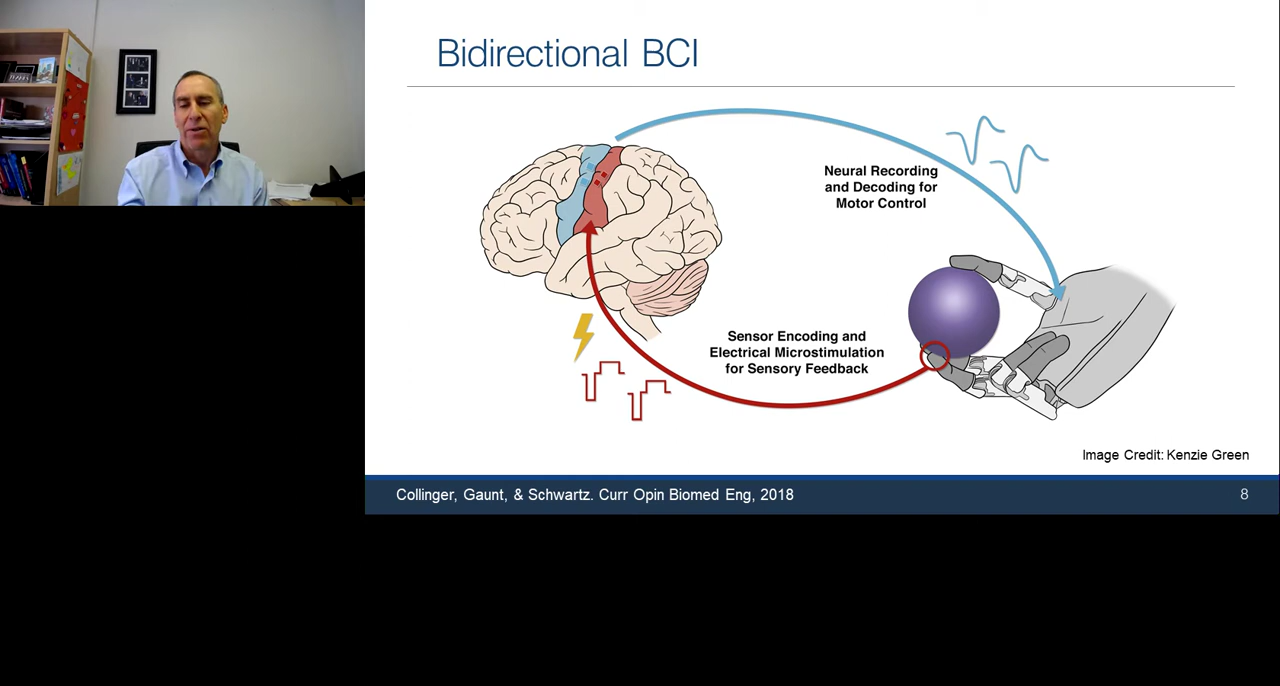 Bidirectional BCI
Neural Recording
and Decoding for
Motor Control
Sensor Encoding and
Electrical Microstimulation
for Sensory Feedback
Image Credit: Kenzie Green
Collinger, Gaunt, & Schwartz. Curr Opin Biomed Eng, 2018
8